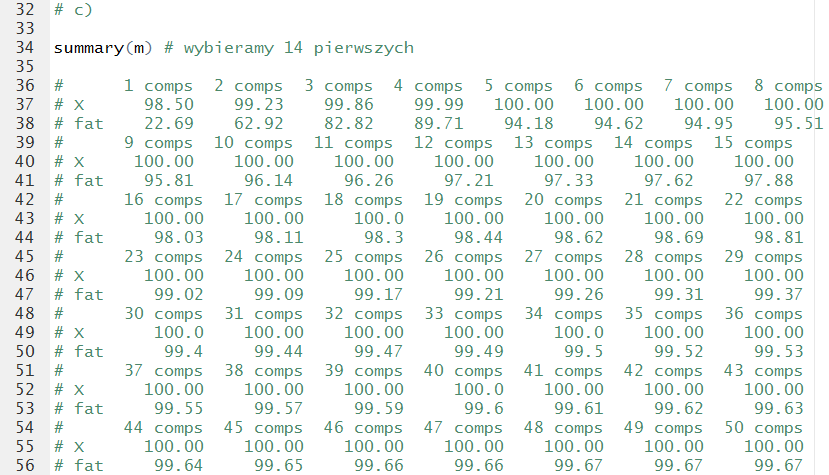 32 # c)
33
34 summary(m) # wybieramy 14 pierwszych
35
36 #      1 comps  2 comps  3 comps  4 comps  5 comps  6 comps  7 comps  8 comps
37 # X      98.50    99.23    99.86    99.99   100.00   100.00   100.00   100.00
38 # fat    22.69    62.92    82.82    89.71    94.18    94.62    94.95    95.51
39 #      9 comps  10 comps  11 comps  12 comps  13 comps  14 comps  15 comps
40 # X     100.00    100.00    100.00    100.00    100.00    100.00    100.00
41 # fat    95.81     96.14     96.26     97.21     97.33     97.62     97.88
42 #      16 comps  17 comps  18 comps  19 comps  20 comps  21 comps  22 comps
43 # X      100.00    100.00     100.0    100.00    100.00    100.00    100.00
44 # fat     98.03     98.11      98.3     98.44     98.62     98.69     98.81
45 #      23 comps  24 comps  25 comps  26 comps  27 comps  28 comps  29 comps
46 # X      100.00    100.00    100.00    100.00    100.00    100.00    100.00
47 # fat     99.02     99.09     99.17     99.21     99.26     99.31     99.37
48 #      30 comps  31 comps  32 comps  33 comps  34 comps  35 comps  36 comps
49 # X       100.0    100.00    100.00    100.00     100.0    100.00    100.00
50 # fat      99.4     99.44     99.47     99.49      99.5     99.52     99.53
51 #      37 comps  38 comps  39 comps  40 comps  41 comps  42 comps  43 comps
52 # X      100.00    100.00    100.00     100.0    100.00    100.00    100.00
53 # fat     99.55     99.57     99.59      99.6     99.61     99.62     99.63
54 #      44 comps  45 comps  46 comps  47 comps  48 comps  49 comps  50 comps
55 # X      100.00    100.00    100.00    100.00    100.00    100.00    100.00
56 # fat     99.64     99.65     99.66     99.66     99.67     99.67     99.67